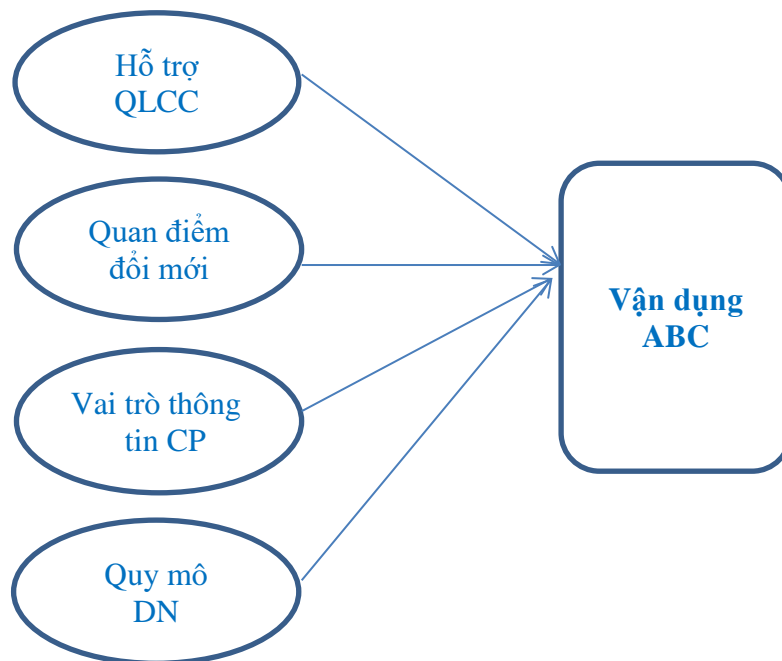 Hỗ trợ
QLCC
Quan điểm
đổi mới
Vai trò thông
tin CP
Quy mô
DN
Vận dụng
ABC